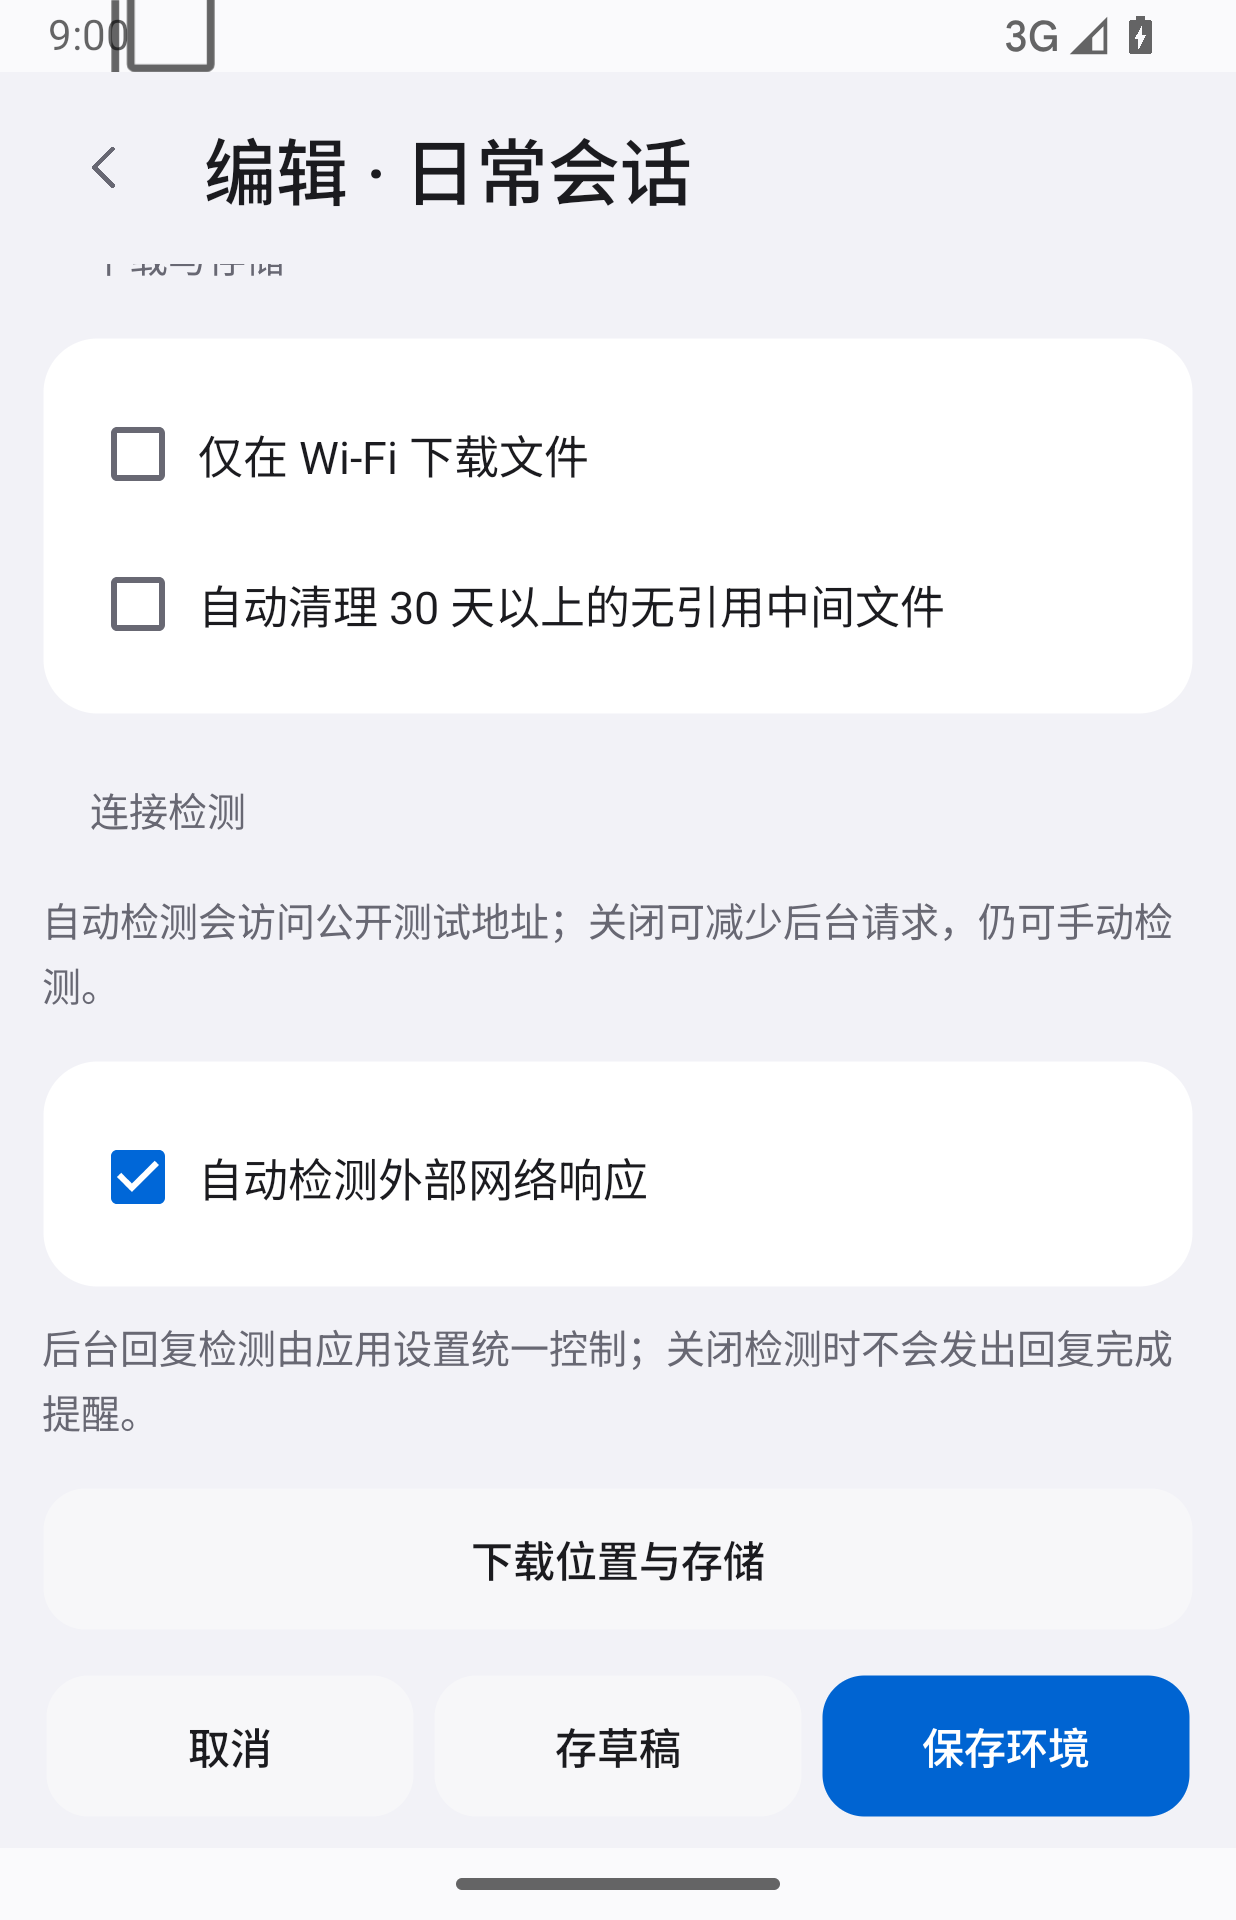 9:00
3G
编辑 · 日常会话
下载与存储
仅在 Wi-Fi 下载文件
自动清理 30 天以上的无引用中间文件
连接检测
自动检测会访问公开测试地址；关闭可减少后台请求，仍可手动检
测。
自动检测外部网络响应
后台回复检测由应用设置统一控制；关闭检测时不会发出回复完成
提醒。
下载位置与存储
取消
存草稿
保存环境